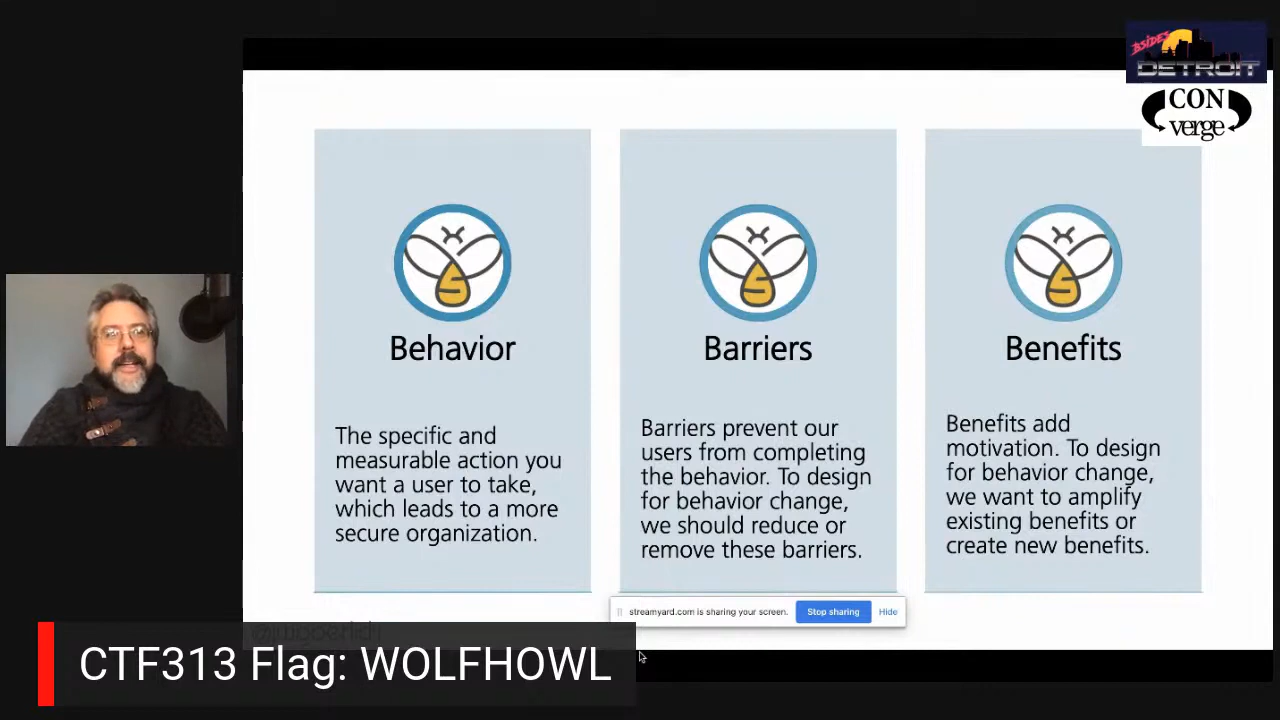 BSIDES
DETROIT
CON
verge
Behavior
The specific and
measurable action you
want a user to take,
which leads to a more
secure organization.
Barriers
Barriers prevent our
users from completing
the behavior. To design
for behavior change,
we should reduce or
remove these barriers.
Benefits
Benefits add
motivation. To design
for behavior change,
we want to amplify
existing benefits or
create new benefits.
streamyard.com is sharing your screen. Stop sharing Hide
CTF313 Flag: WOLFHOWL